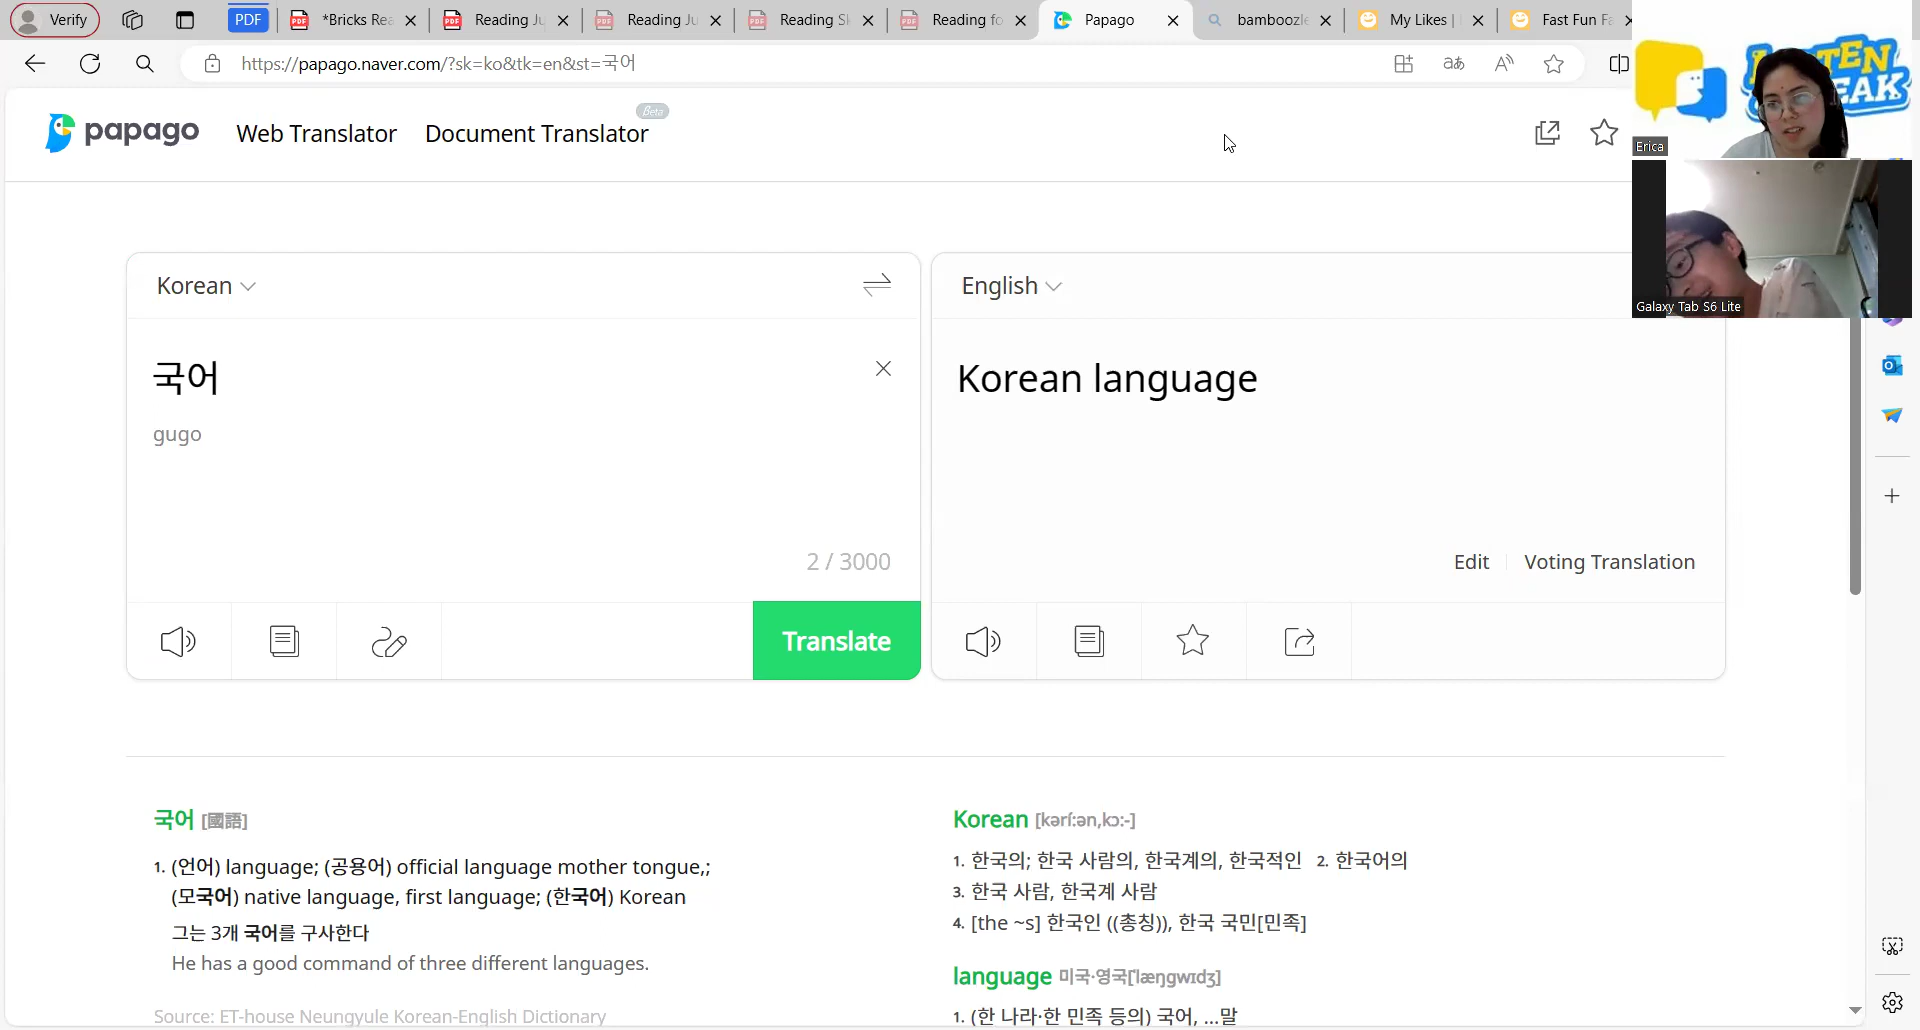 Verify
PDF
*Bricks Rea
Reading Ju
Reading Ju
Reading Sk
Reading fo
Papago
bamboozle
My Likes |
Fast Fun Fa
https://papago.naver.com/?sk=ko&tk=en&st=국어
papago
Web Translator
Document Translator
Beta
Erica
Galaxy Tab S6 Lite
Korean
English
국어
gugo
Korean language
2 / 3000
Edit
Voting Translation
Translate
국어 [國語]
1. (언어) language; (공용어) official language mother tongue,;
(모국어) native language, first language; (한국어) Korean
그는 3개 국어를 구사한다
He has a good command of three different languages.
Source: ET-house Neungyule Korean-English Dictionary
Korean [kərí:ən,kɔ:-]
1. 한국의; 한국 사람의, 한국계의, 한국적인 2. 한국어의
3. 한국 사람, 한국계 사람
4. [the ~s] 한국인 ((총칭)), 한국 국민[민족]
language 미국·영국['læŋgwɪdʒ]
1. (한 나라·한 민족 등의) 국어, ...말